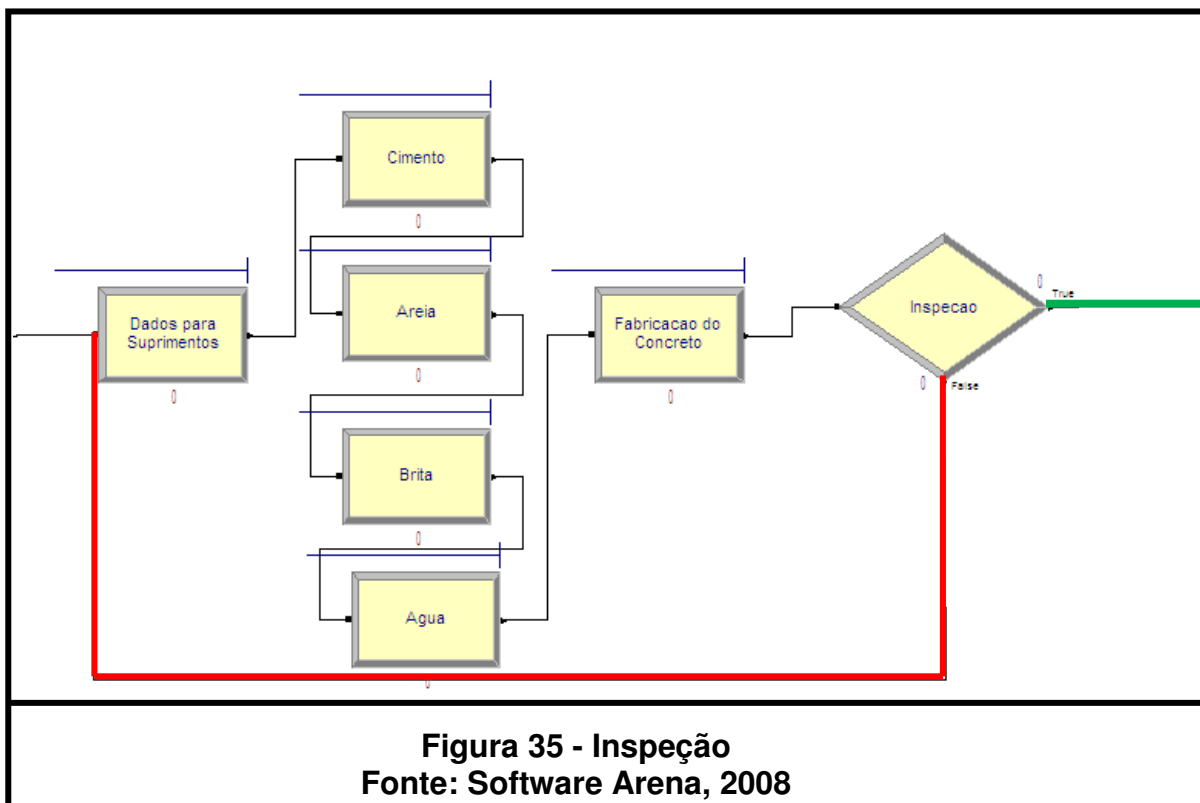 Cimento
0
Dados para
Suprimentos
0
Areia
0
Brita
0
Agua
0
Fabricacao do
Concreto
0
Inspecao
0
True
0
False
Figura 35 - Inspeção
Fonte: Software Arena, 2008